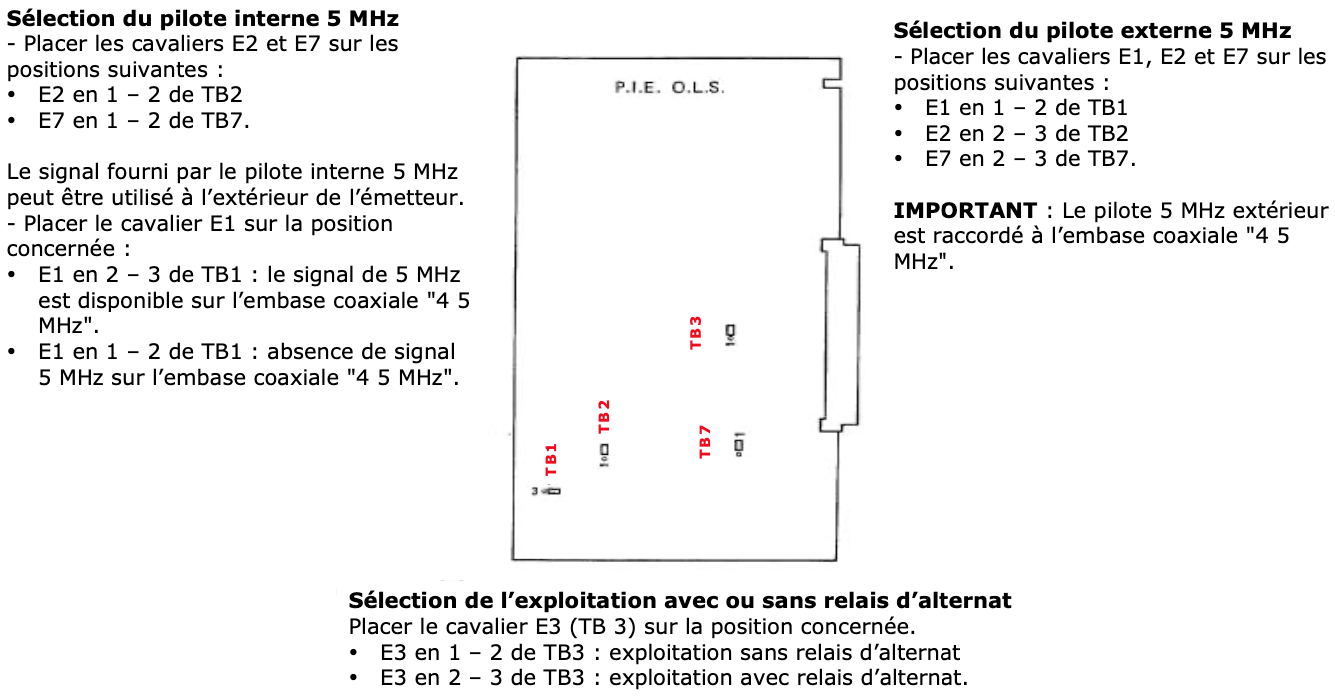 Sélection du pilote interne 5 MHz
- Placer les cavaliers E2 et E7 sur les
positions suivantes :
• E2 en 1 – 2 de TB2
• E7 en 1 – 2 de TB7.
Le signal fourni par le pilote interne 5 MHz
peut être utilisé à l’extérieur de l’émetteur.
- Placer le cavalier E1 sur la position
concernée :
• E1 en 2 – 3 de TB1 : le signal de 5 MHz
est disponible sur l’embase coaxiale "4 5
MHz".
• E1 en 1 – 2 de TB1 : absence de signal
5 MHz sur l’embase coaxiale "4 5 MHz".
P.I.E. O.L.S.
TB3
1
TB2
1
TB7
1
TB1
3
Sélection du pilote externe 5 MHz
- Placer les cavaliers E1, E2 et E7 sur les
positions suivantes :
• E1 en 1 – 2 de TB1
• E2 en 2 – 3 de TB2
• E7 en 2 – 3 de TB7.
IMPORTANT : Le pilote 5 MHz extérieur
est raccordé à l’embase coaxiale "4 5
MHz".
Sélection de l’exploitation avec ou sans relais d’alternat
Placer le cavalier E3 (TB 3) sur la position concernée.
• E3 en 1 – 2 de TB3 : exploitation sans relais d’alternat
• E3 en 2 – 3 de TB3 : exploitation avec relais d’alternat.